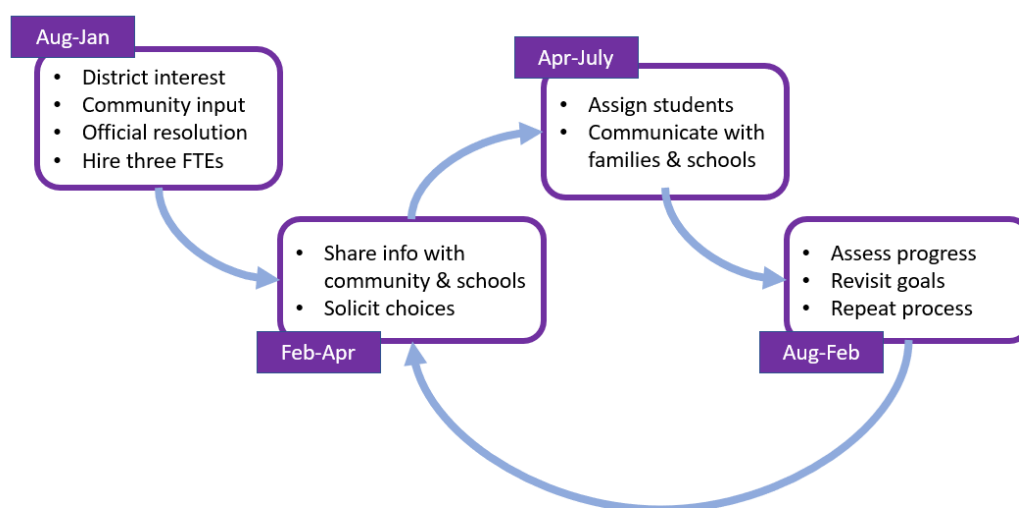 Aug-Jan
• District interest
• Community input
• Official resolution
• Hire three FTEs
• Share info with
community & schools
• Solicit choices
Feb-Apr
Apr-July
• Assign students
• Communicate with
families & schools
• Assess progress
• Revisit goals
• Repeat process
Aug-Feb